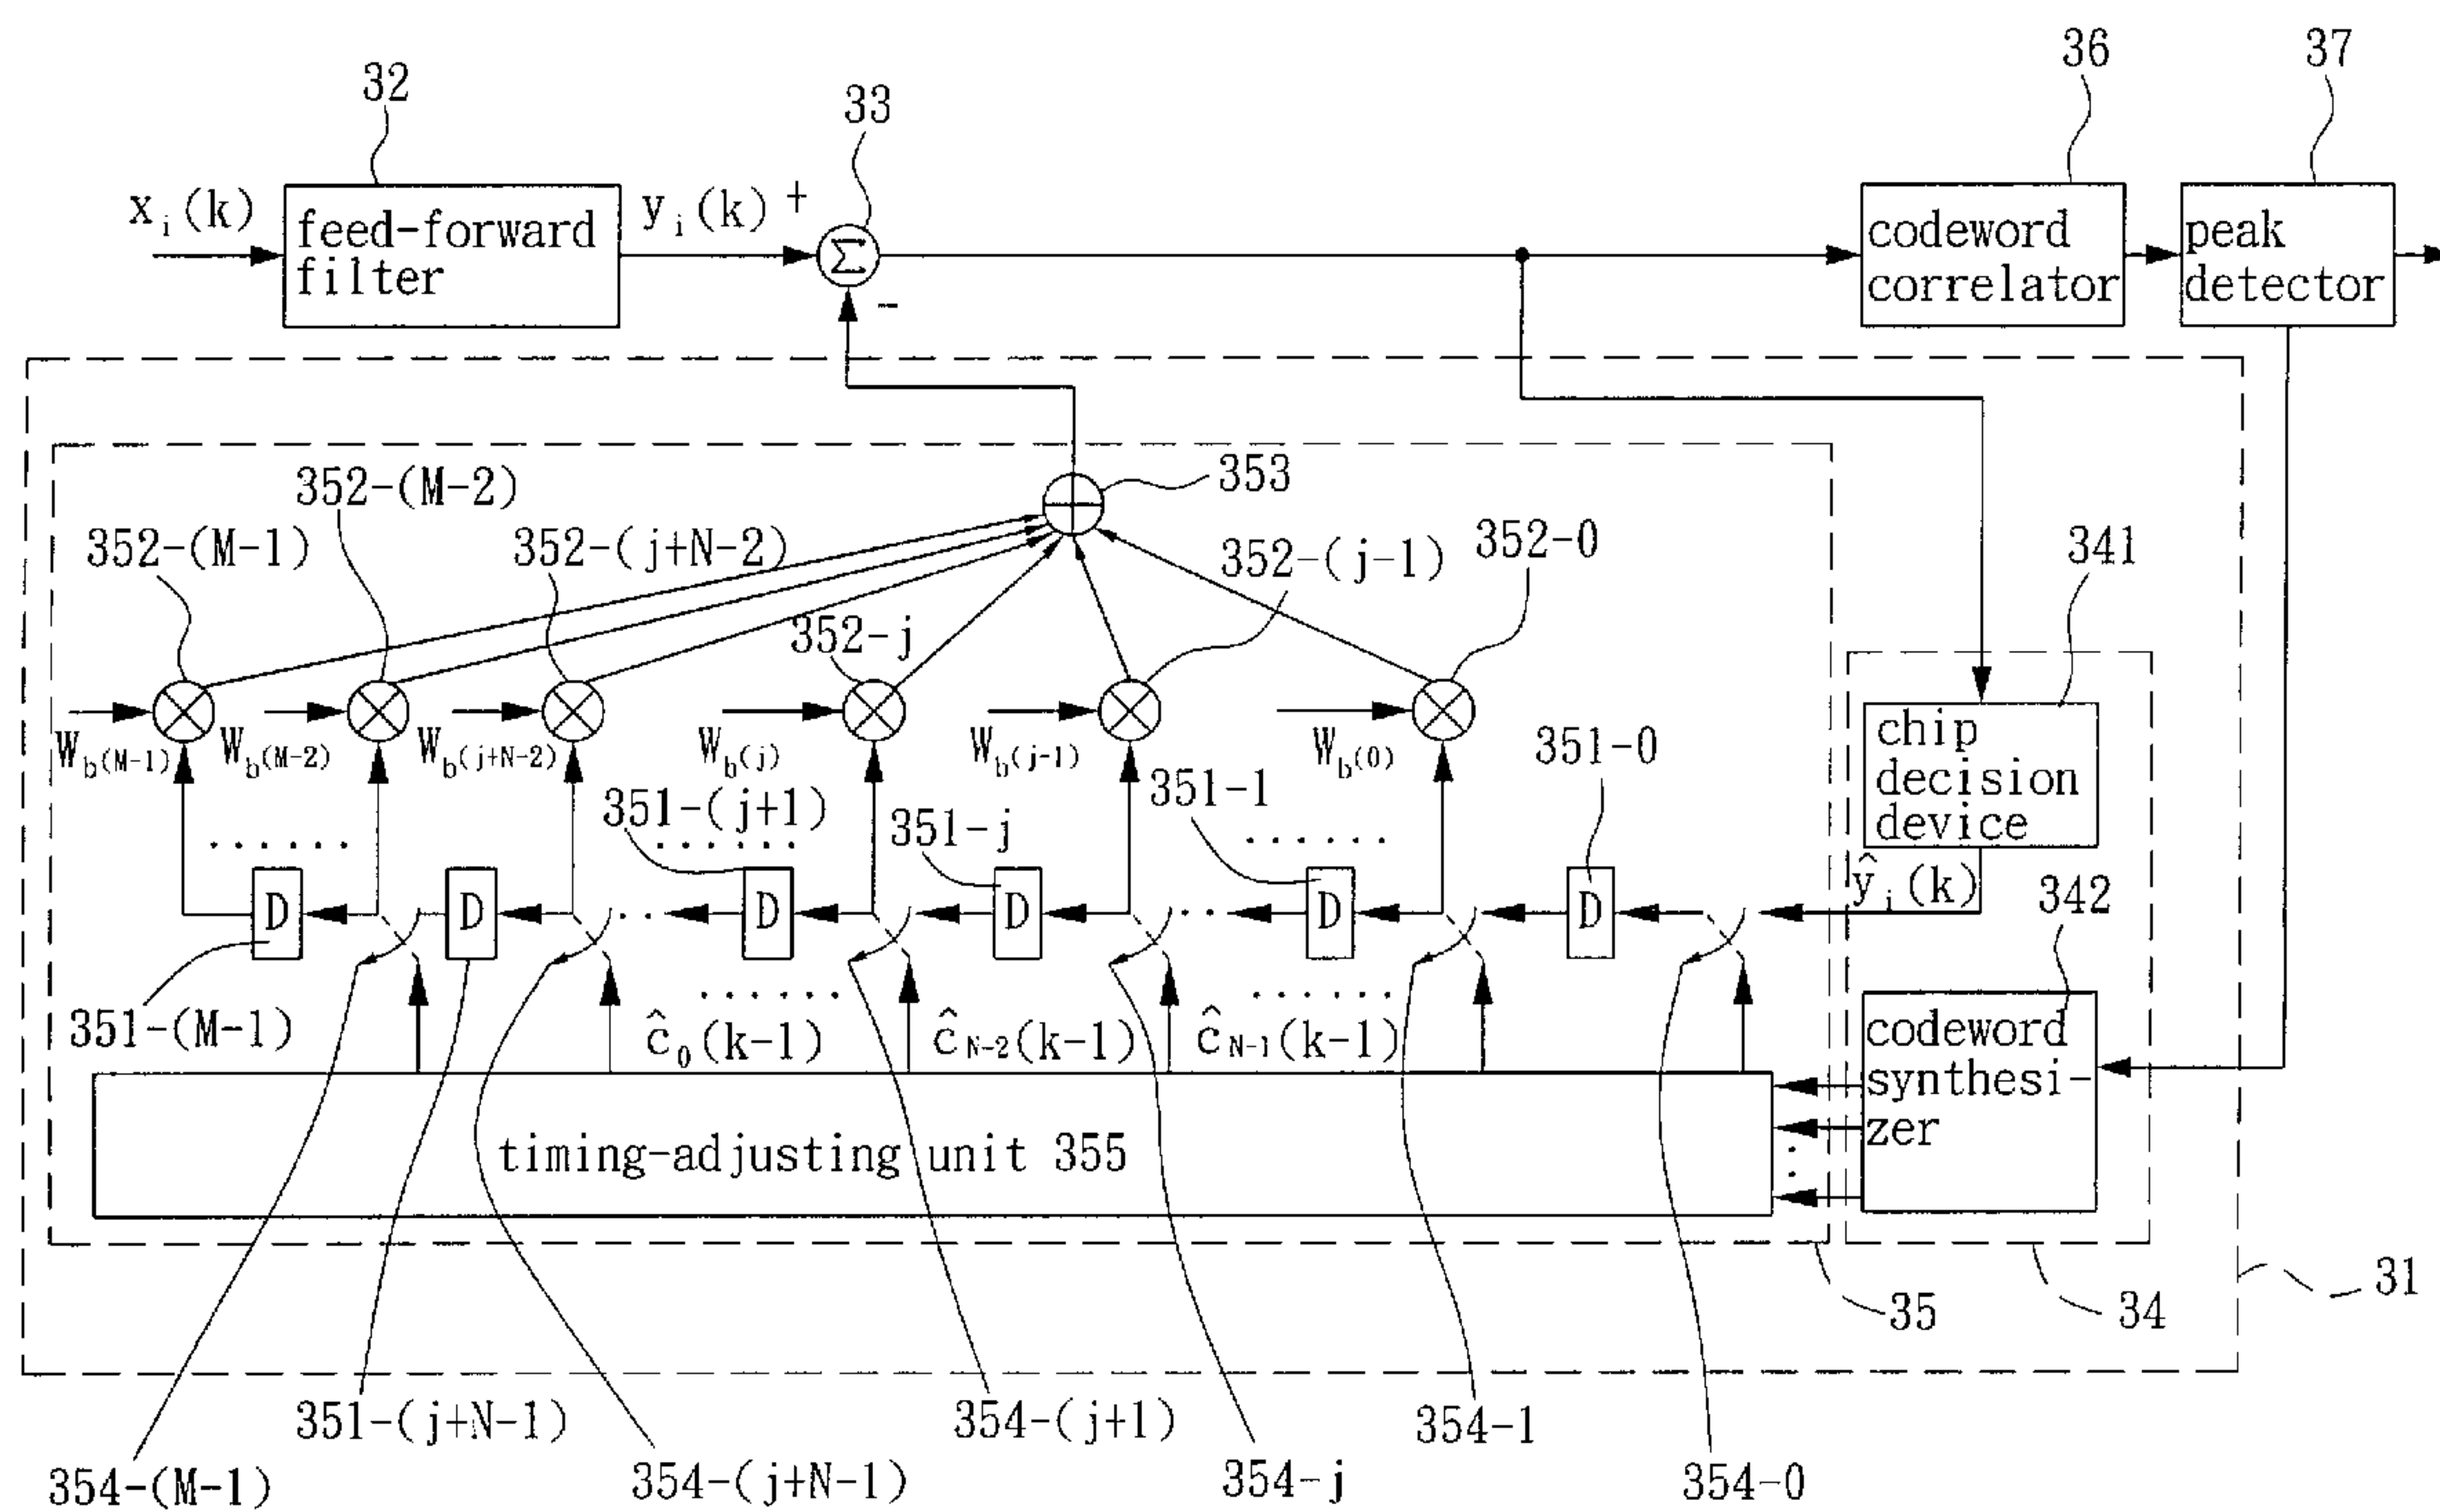 36
37
32
33
xᵢ(k)
feed-forward
filter
yᵢ(k)
+
Σ
-
codeword
correlator
peak
detector
353
352-(M-2)
352-(M-1)
352-(j+N-2)
352-j
352-(j-1)
352-0
341
W_b(M-1)
W_b(M-2)
W_b(j+N-2)
W_b(j)
W_b(j-1)
W_b(0)
chip
decision
device
351-(j+1)
351-j
351-1
351-0
......
......
......
D
D
D
D
D
D
ŷᵢ(k)
342
351-(M-1)
......
......
ĉ₀(k-1)
ĉ_N-2(k-1)
ĉ_N-1(k-1)
codeword
synthesi-
zer
timing-adjusting unit 355
31
35
34
351-(j+N-1)
354-(j+1)
354-1
354-(M-1)
354-(j+N-1)
354-j
354-0